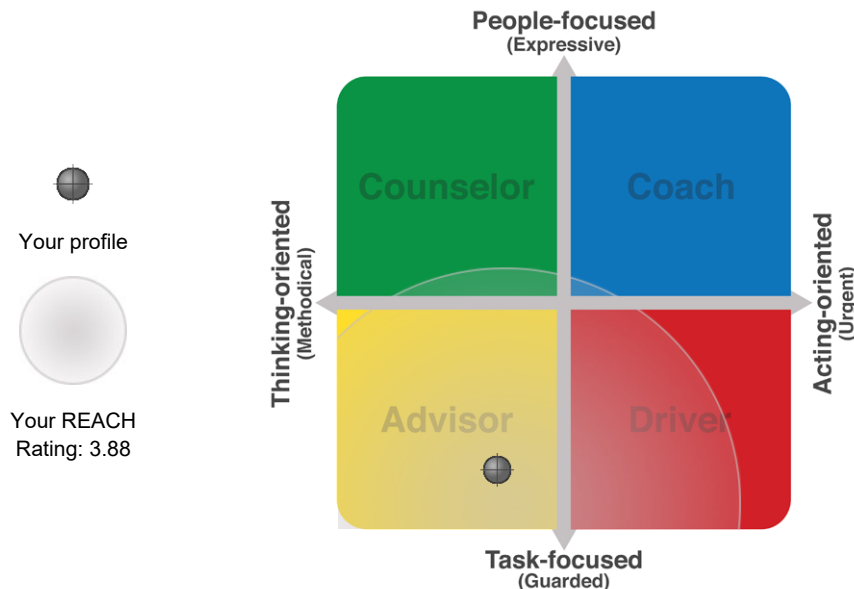 People-focused
(Expressive)
Counselor
Coach
Your profile
Thinking-oriented
(Methodical)
Acting-oriented
(Urgent)
Your REACH
Rating: 3.88
Advisor
Driver
Task-focused
(Guarded)